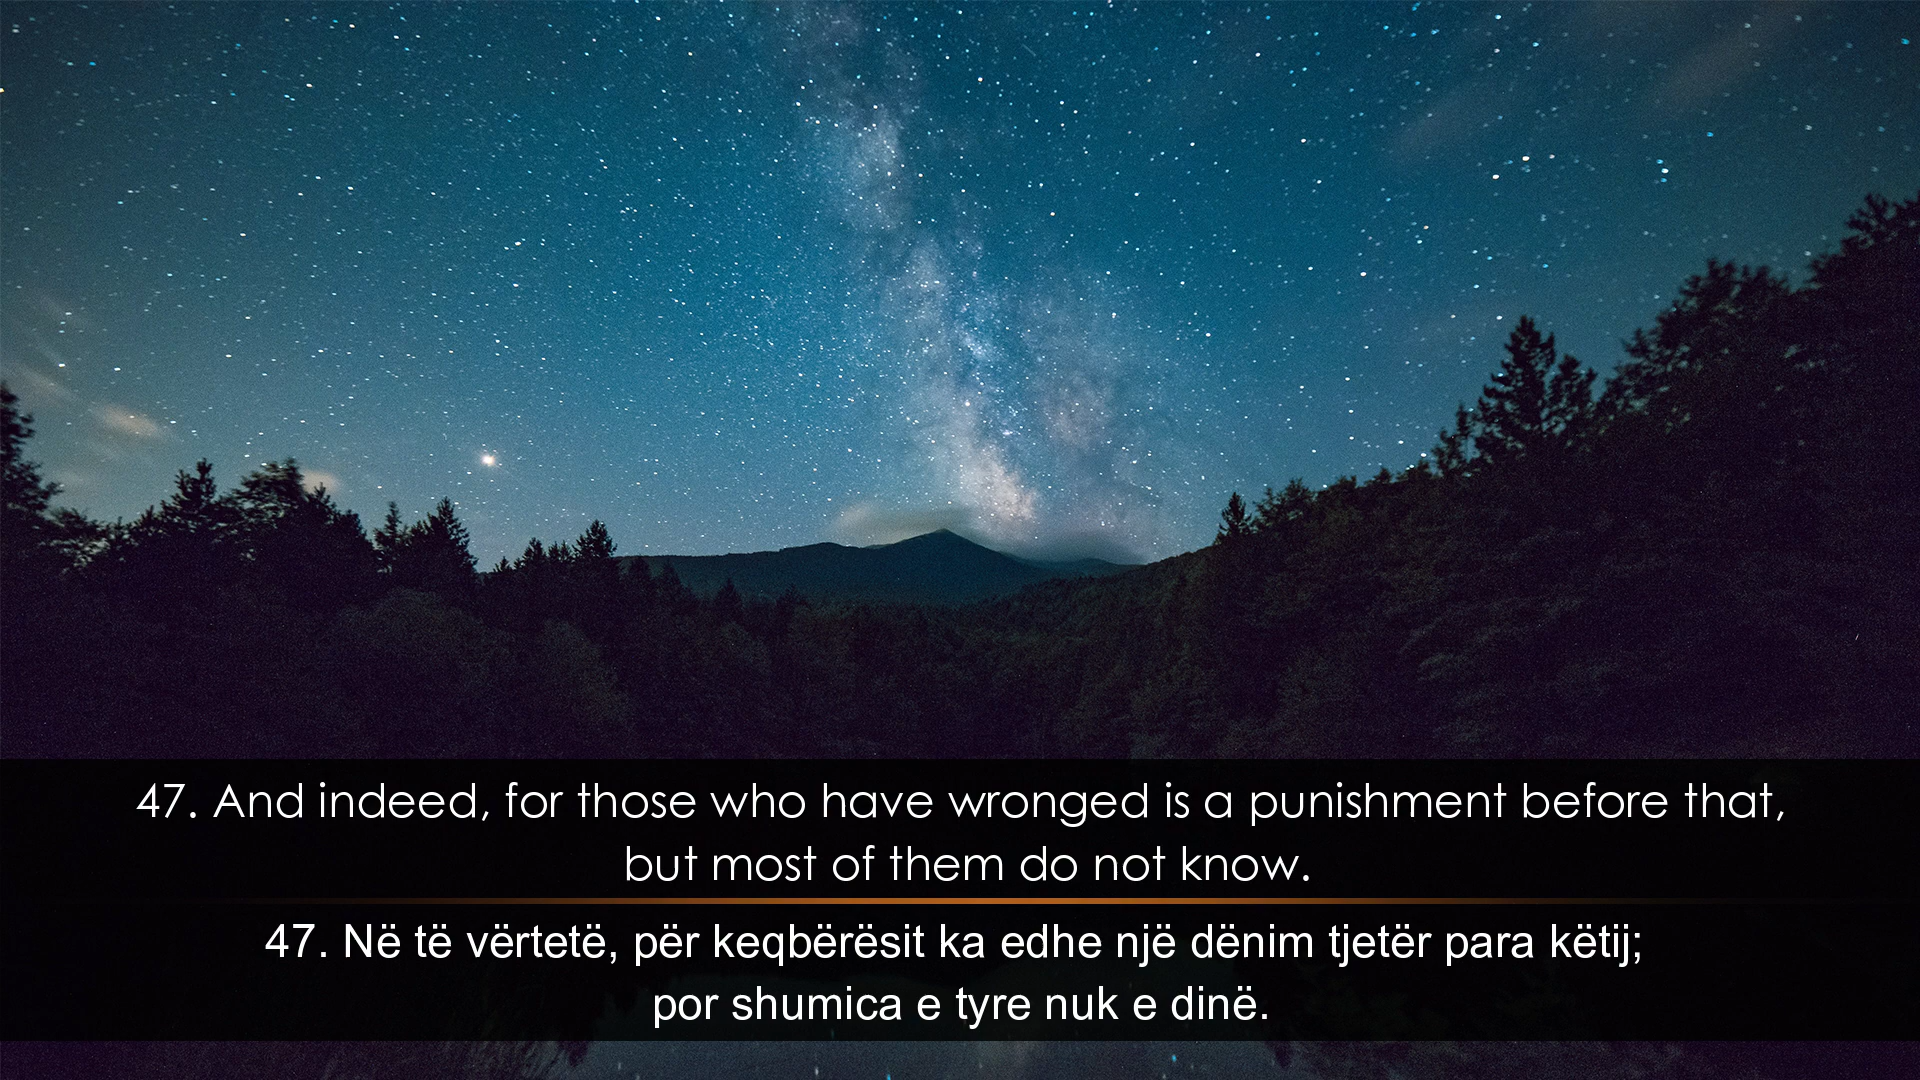 47. And indeed, for those who have wronged is a punishment before that,
but most of them do not know.
47. Në të vërtetë, për keqbërësit ka edhe një dënim tjetër para këtij;
por shumica e tyre nuk e dinë.